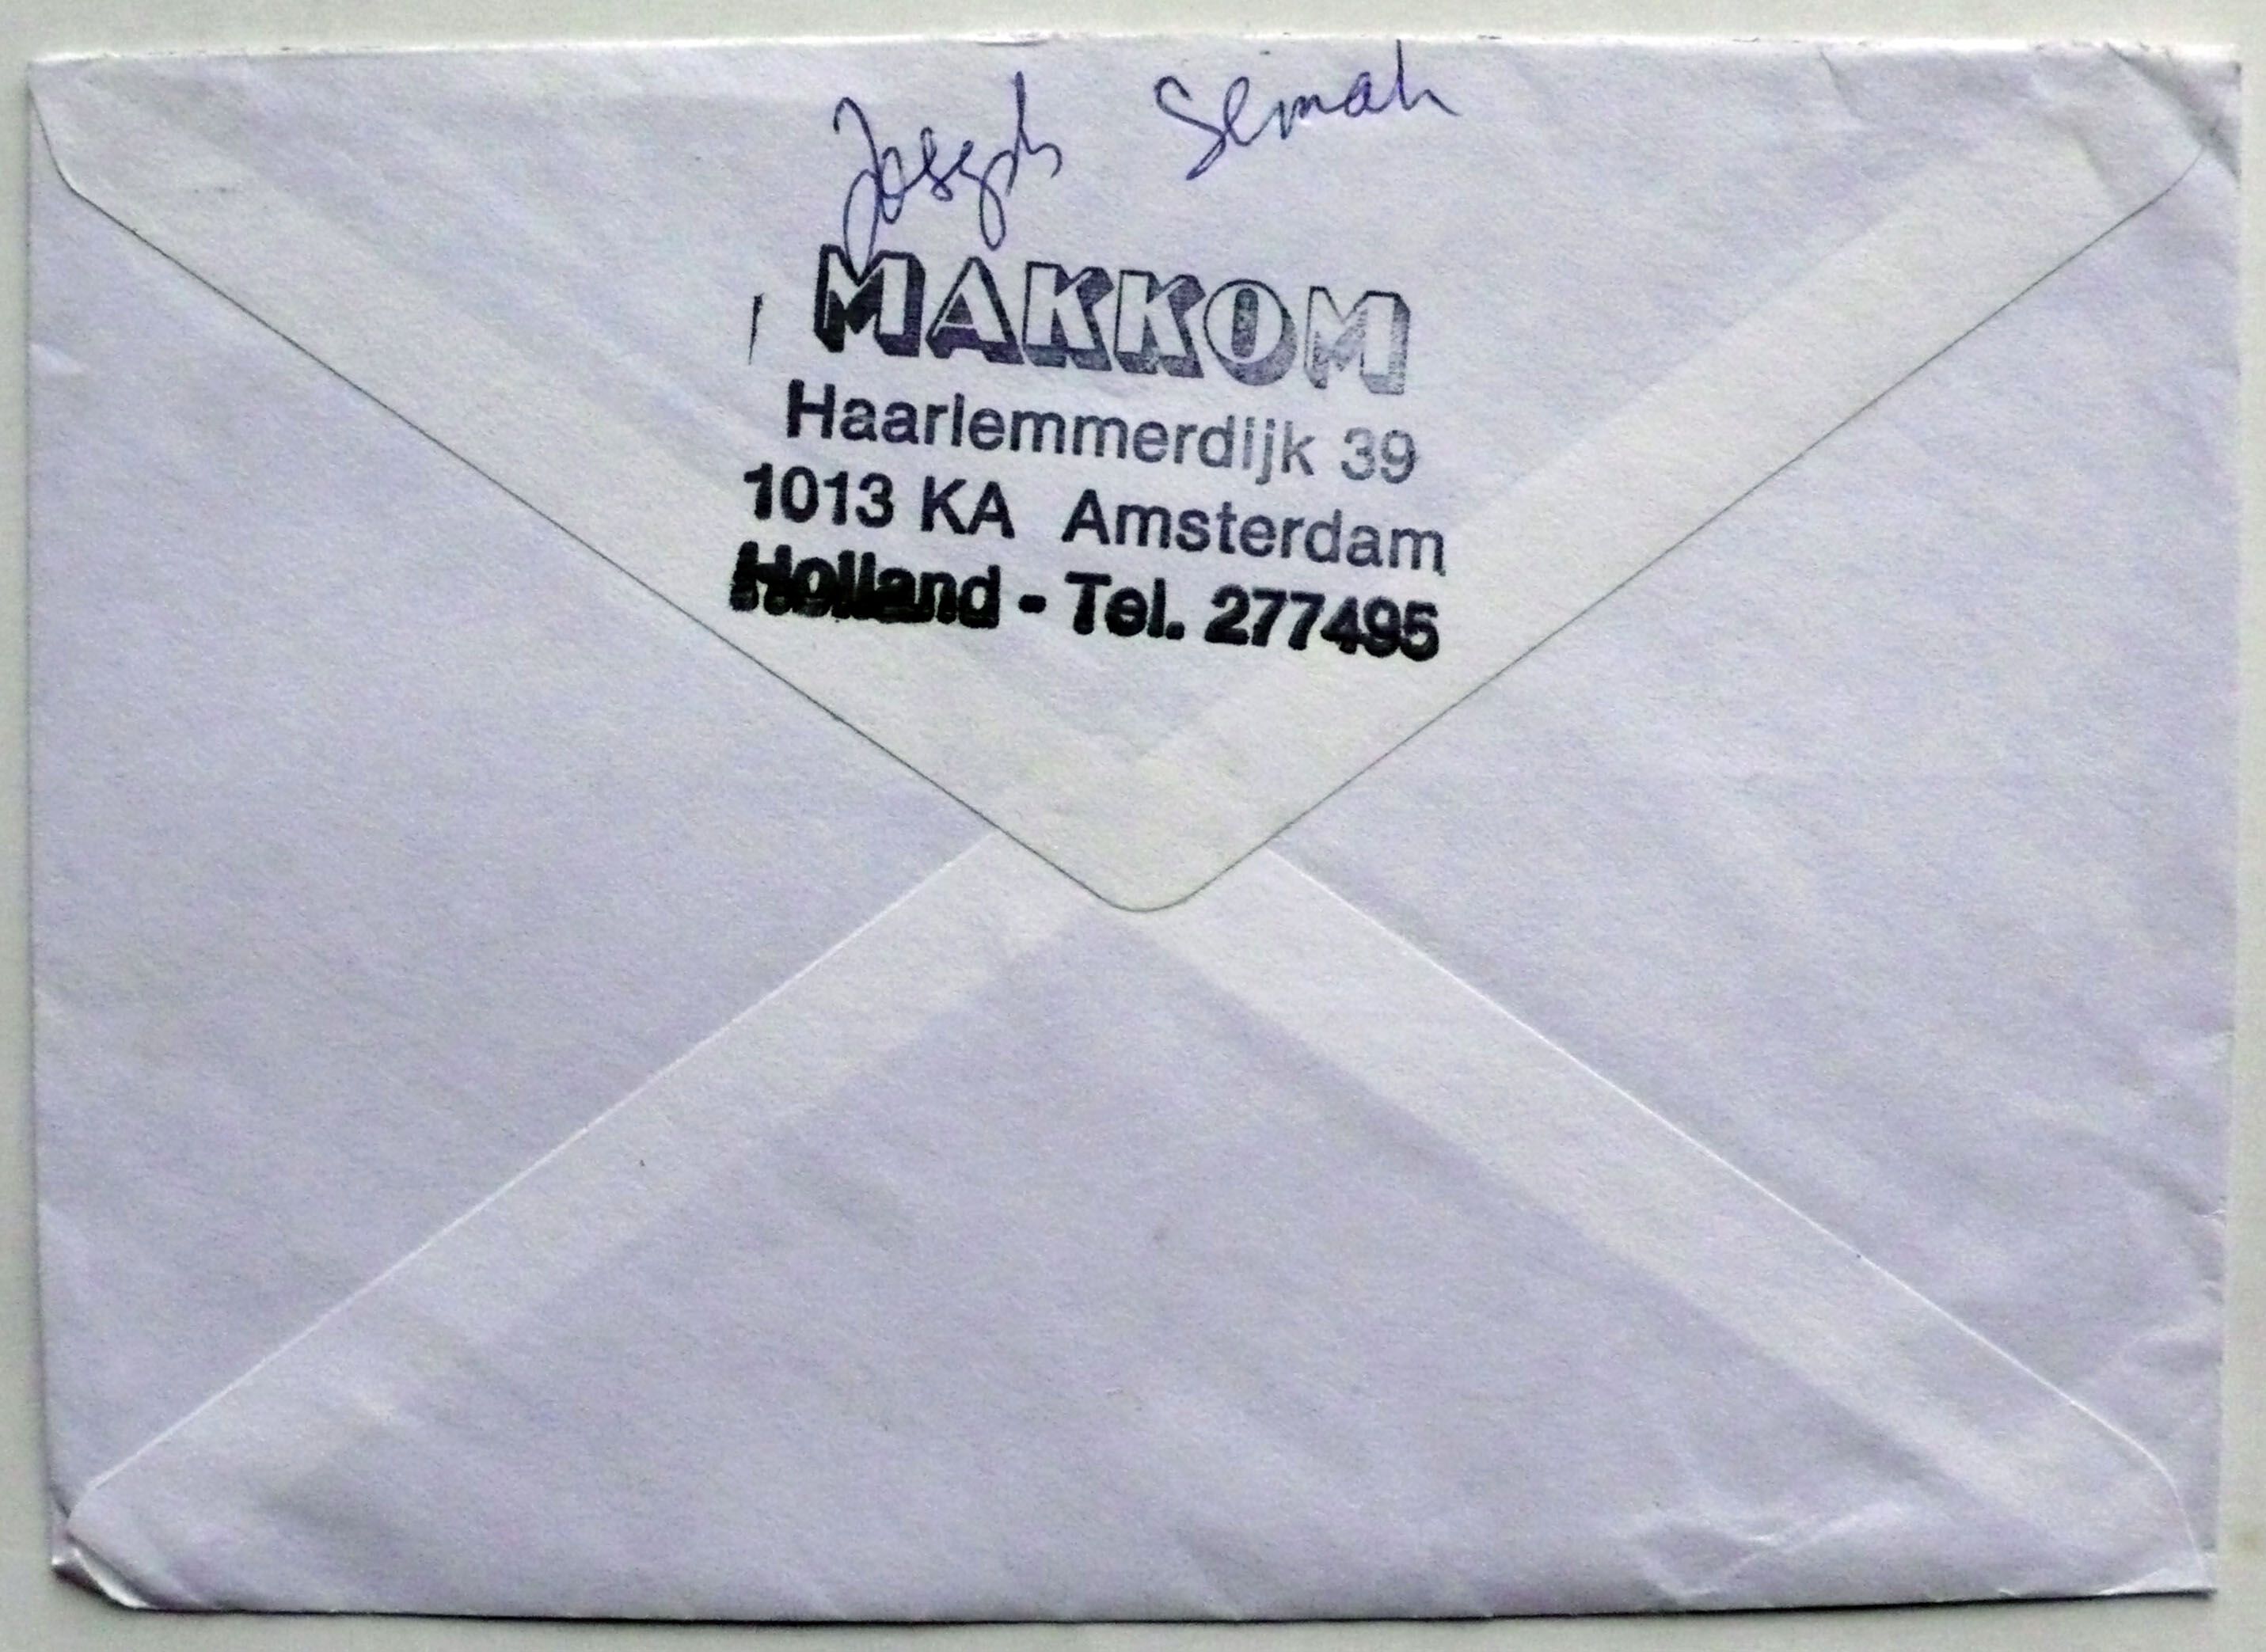 Joseph Semah
MAKKOM
Haarlemmerdijk 39
1013 KA Amsterdam
Holland - Tel. 277495